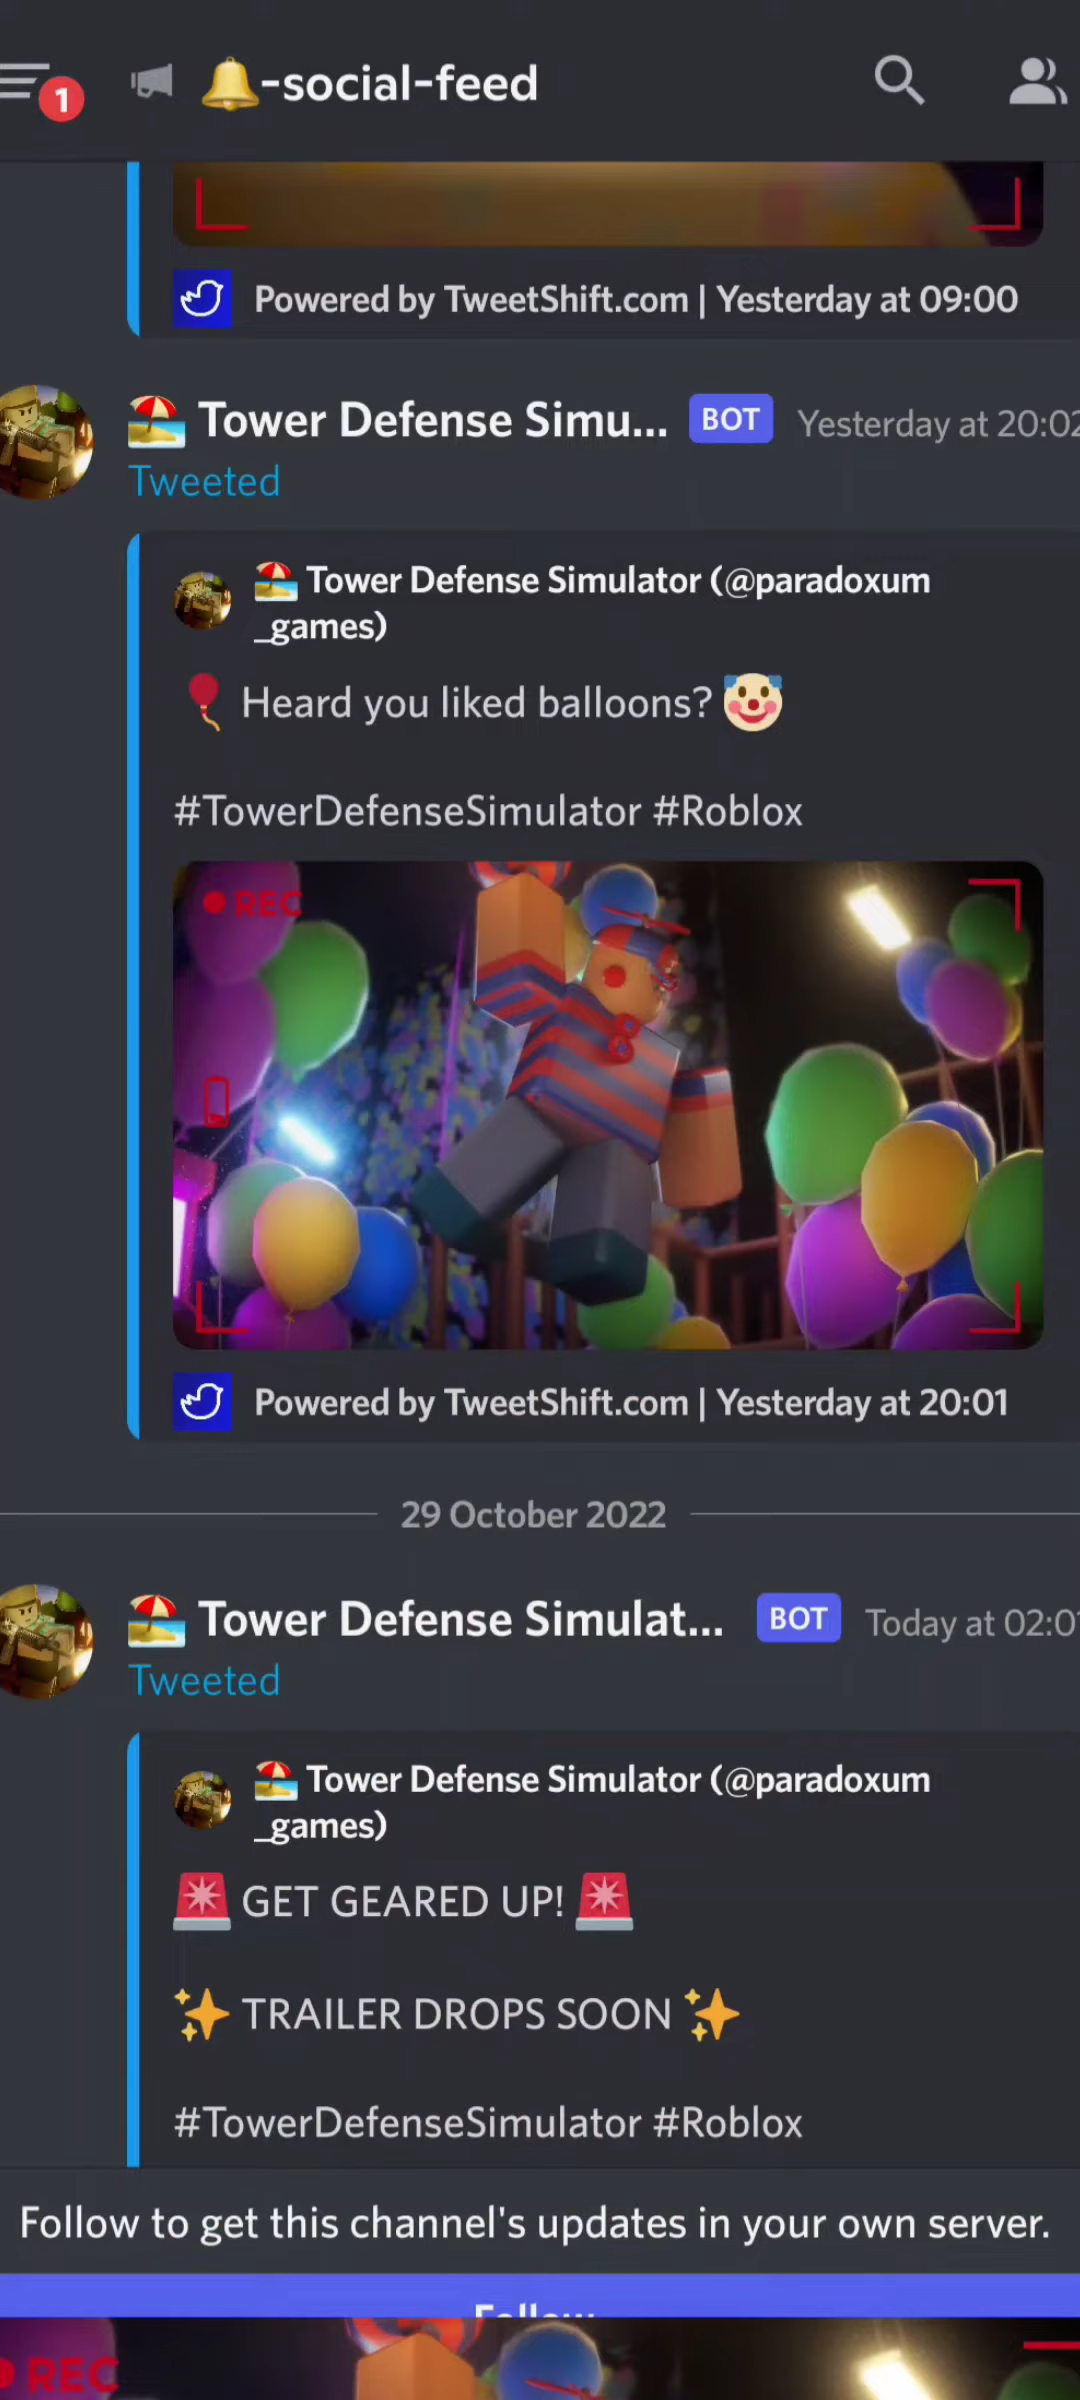 1
-social-feed
Powered by TweetShift.com | Yesterday at 09:00
Tower Defense Simu... BOT Yesterday at 20:02
Tweeted
Tower Defense Simulator (@paradoxum
_games)
Heard you liked balloons?
#TowerDefenseSimulator #Roblox
REC
Powered by TweetShift.com | Yesterday at 20:01
29 October 2022
Tower Defense Simulat... BOT Today at 02:0
Tweeted
Tower Defense Simulator (@paradoxum
_games)
GET GEARED UP!
TRAILER DROPS SOON
#TowerDefenseSimulator #Roblox
Follow to get this channel's updates in your own server.
Follow
REC